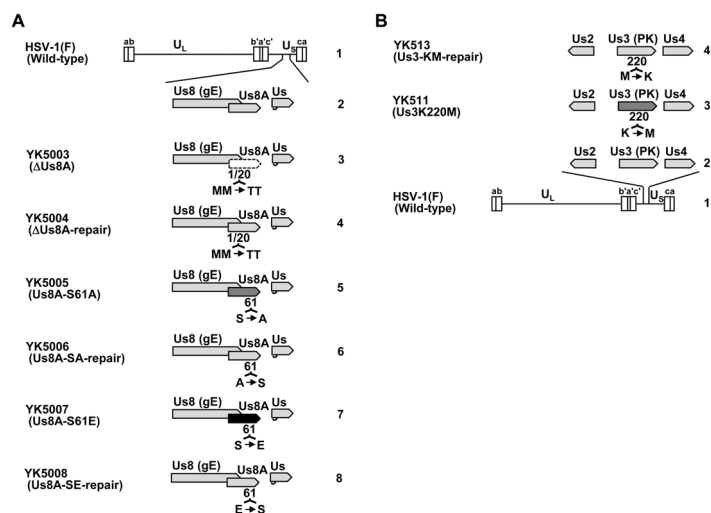 A
HSV-1(F)
(Wild-type)
ab
UL
b'a'c'
US
ca
1
Us8 (gE)
Us8A
Us
2
YK5003
(ΔUs8A)
Us8 (gE)
Us8A
Us
3
1/20
MM→TT
YK5004
(ΔUs8A-repair)
Us8 (gE)
Us8A
Us
4
1/20
MM→TT
YK5005
(Us8A-S61A)
Us8 (gE)
Us8A
Us
5
61
S→A
YK5006
(Us8A-SA-repair)
Us8 (gE)
Us8A
Us
6
61
A→S
YK5007
(Us8A-S61E)
Us8 (gE)
Us8A
Us
7
61
S→E
YK5008
(Us8A-SE-repair)
Us8 (gE)
Us8A
Us
8
61
E→S
B
YK513
(Us3-KM-repair)
Us2
Us3 (PK)
Us4
4
220
M→K
YK511
(Us3K220M)
Us2
Us3 (PK)
Us4
3
220
K→M
Us2
Us3 (PK)
Us4
2
HSV-1(F)
(Wild-type)
ab
UL
b'a'c'
US
ca
1